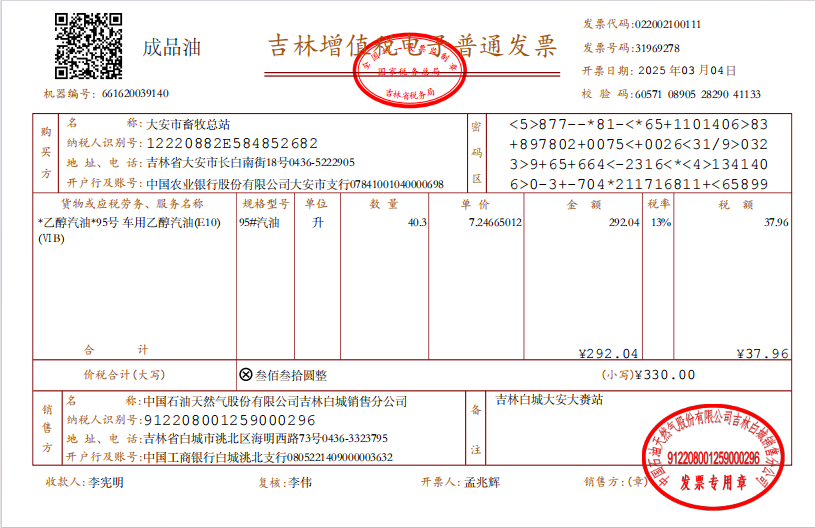 成品油
吉林增值税电子普通发票
全国统一发票监制章
国家税务总局
吉林省税务局
发票代码:022002100111
发票号码:31969278
开票日期: 2025 年03 月04日
校 验 码:60571 08905 28290 41133
机器编号: 661620039140
购买方
名 称:大安市畜牧总站
纳税人识别号:12220882E584852682
地 址、电 话:吉林省大安市长白南街18号0436-5222905
开户行及账号:中国农业银行股份有限公司大安市支行07841001040000698
密码区
<5>877--*81-<*65+1101406>83
+897802+0075<+0026<31/9>032
3>9+65+664<-2316<*<4>134140
6>0-3+-704*211716811+<65899
货物或应税劳务、服务名称 规格型号 单位 数 量 单 价 金 额 税率 税 额
*乙醇汽油*95号 车用乙醇汽油(E10) 95#汽油 升 40.3 7.24665012 292.04 13% 37.96
(ⅥB)
合 计 ¥292.04 ¥37.96
价税合计(大写) ⊗叁佰叁拾圆整 (小写)¥330.00
销售方
名 称:中国石油天然气股份有限公司吉林白城销售分公司
纳税人识别号:912208001259000296
地 址、电 话:吉林省白城市洮北区海明西路73号0436-3323795
开户行及账号:中国工商银行白城洮北支行0805221409000003632
备注
吉林白城大安大赉站
收款人:李宪明 复核:李伟 开票人:孟兆辉 销售方:(章)
中国石油天然气股份有限公司吉林白城销售分公司
912208001259000296
发票专用章